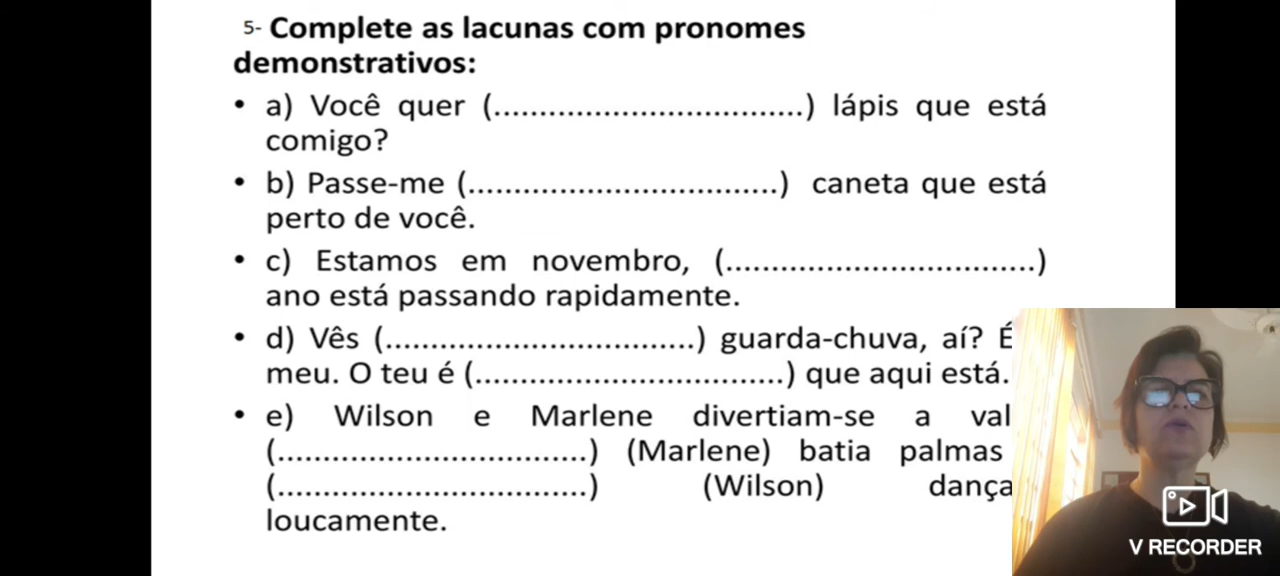 5- Complete as lacunas com pronomes
demonstrativos:
• a) Você quer (..................................) lápis que está
comigo?
• b) Passe-me (..................................) caneta que está
perto de você.
• c) Estamos em novembro, (..................................)
ano está passando rapidamente.
• d) Vês (..................................) guarda-chuva, aí? É
meu. O teu é (..................................) que aqui está.
• e) Wilson e Marlene divertiam-se a val
(..................................) (Marlene) batia palmas
(..................................) (Wilson) dança
loucamente.
V RECORDER